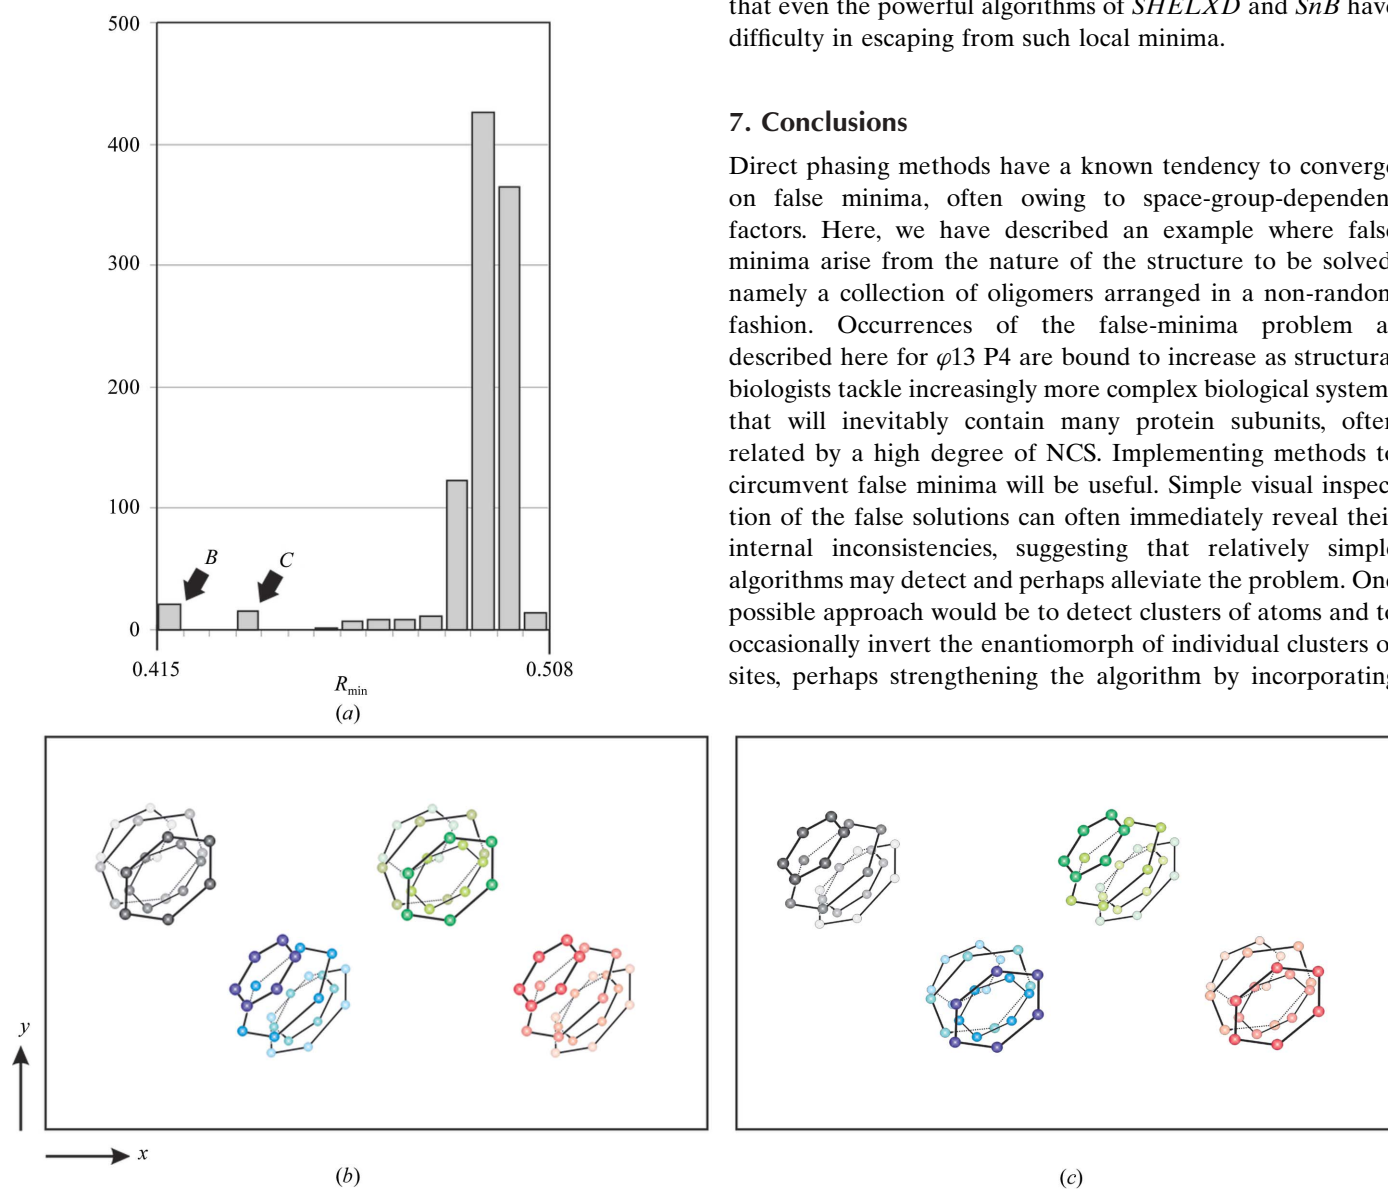 500
400
300
200
100
0
B
C
0.415
0.508
Rmin
(a)
that even the powerful algorithms of SHELXD and SnB have
difficulty in escaping from such local minima.
7. Conclusions
Direct phasing methods have a known tendency to converge
on false minima, often owing to space-group-dependen
factors. Here, we have described an example where false
minima arise from the nature of the structure to be solved
namely a collection of oligomers arranged in a non-random
fashion. Occurrences of the false-minima problem a
described here for φ13 P4 are bound to increase as structura
biologists tackle increasingly more complex biological system
that will inevitably contain many protein subunits, often
related by a high degree of NCS. Implementing methods to
circumvent false minima will be useful. Simple visual inspec
tion of the false solutions can often immediately reveal thei
internal inconsistencies, suggesting that relatively simple
algorithms may detect and perhaps alleviate the problem. One
possible approach would be to detect clusters of atoms and to
occasionally invert the enantiomorph of individual clusters o
sites, perhaps strengthening the algorithm by incorporating
y
x
(b)
(c)